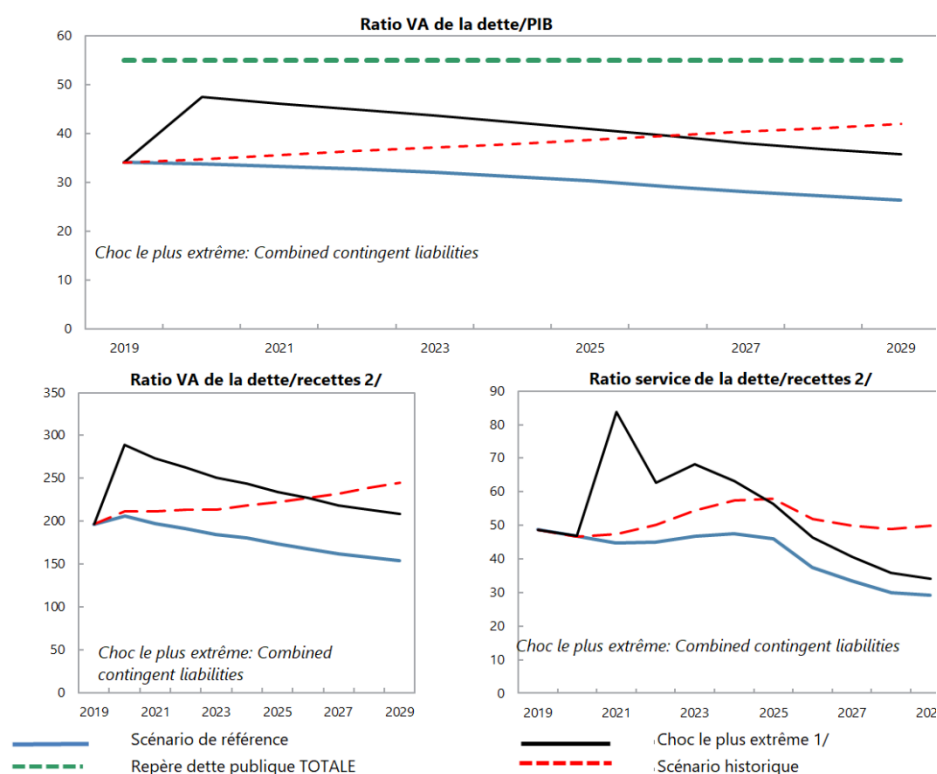 Ratio VA de la dette/PIB
60
50
40
30
20
10
0
Choc le plus extrême: Combined contingent liabilities
2019 2021 2023 2025 2027 2029
Ratio VA de la dette/recettes 2/
350
300
250
200
150
100
50
0
Choc le plus extrême: Combined
contingent liabilities
2019 2021 2023 2025 2027 2029
Ratio service de la dette/recettes 2/
90
80
70
60
50
40
30
20
10
0
Choc le plus extrême: Combined contingent liabilities
2019 2021 2023 2025 2027 202
Scénario de référence
Choc le plus extrême 1/
Repère dette publique TOTALE
Scénario historique